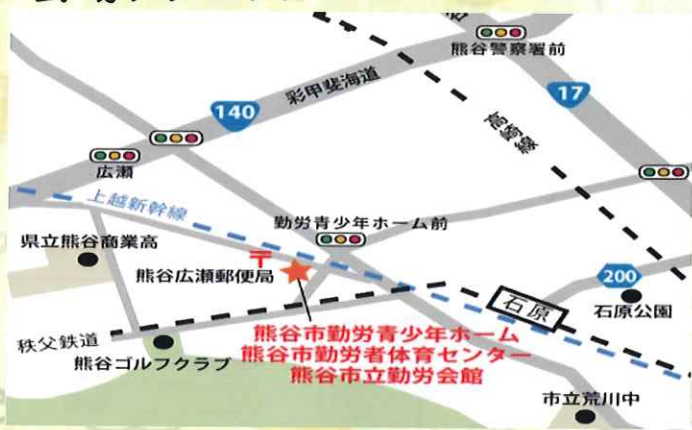 熊谷警察署前
17
140
彩甲斐海道
高崎線
広瀬
上越新幹線
勤労青少年ホーム前
県立熊谷商業高
〒
熊谷広瀬郵便局
200
石原
石原公園
秩父鉄道
熊谷ゴルフクラブ
熊谷市勤労青少年ホーム
熊谷市勤労者体育センター
熊谷市立勤労会館
市立荒川中